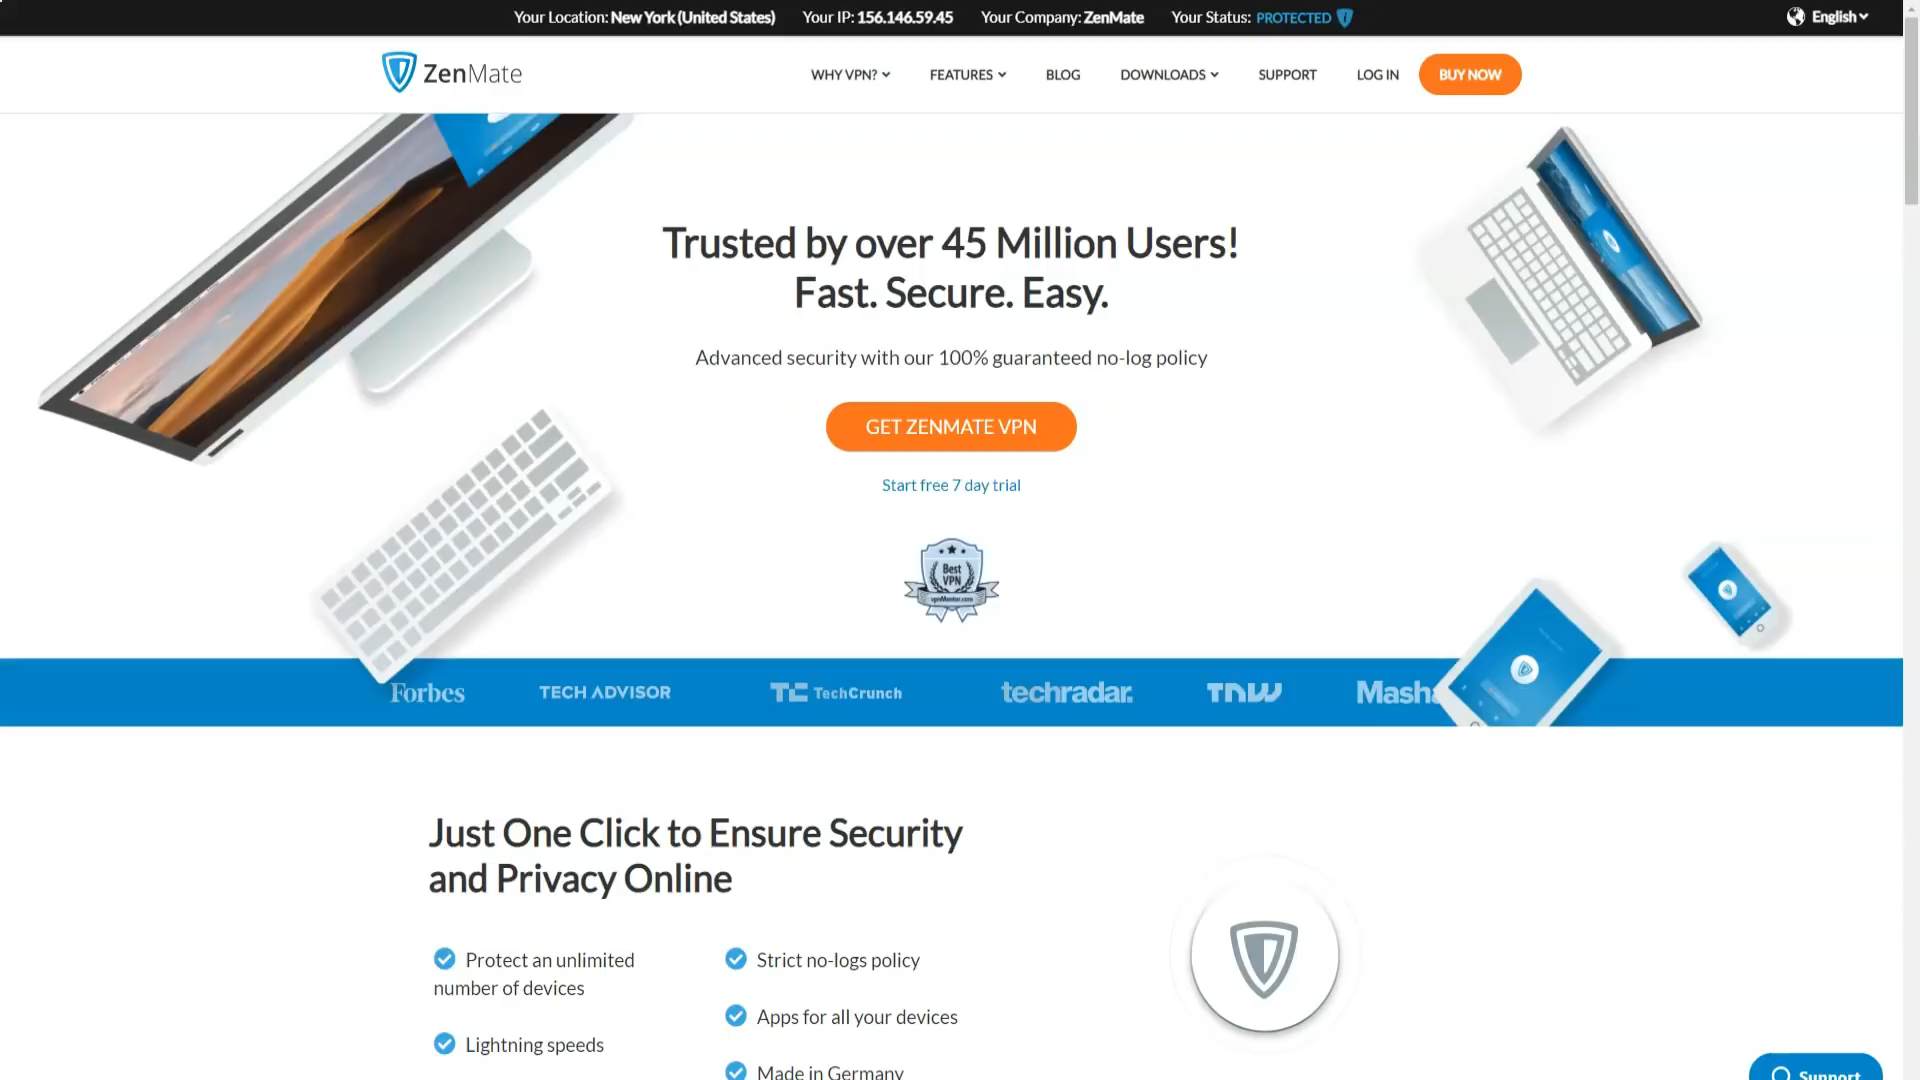 Your Location: New York (United States) Your IP: 156.146.59.45 Your Company: ZenMate Your Status: PROTECTED English
ZenMate WHY VPN? FEATURES BLOG DOWNLOADS SUPPORT LOG IN BUY NOW
Trusted by over 45 Million Users!
Fast. Secure. Easy.
Advanced security with our 100% guaranteed no-log policy
GET ZENMATE VPN
Start free 7 day trial
Best
VPN
vpnMentor.com
Forbes TECH ADVISOR TC TechCrunch techradar. TNW Masha
Just One Click to Ensure Security
and Privacy Online
Protect an unlimited
number of devices
Lightning speeds
Strict no-logs policy
Apps for all your devices
Made in Germany
Support